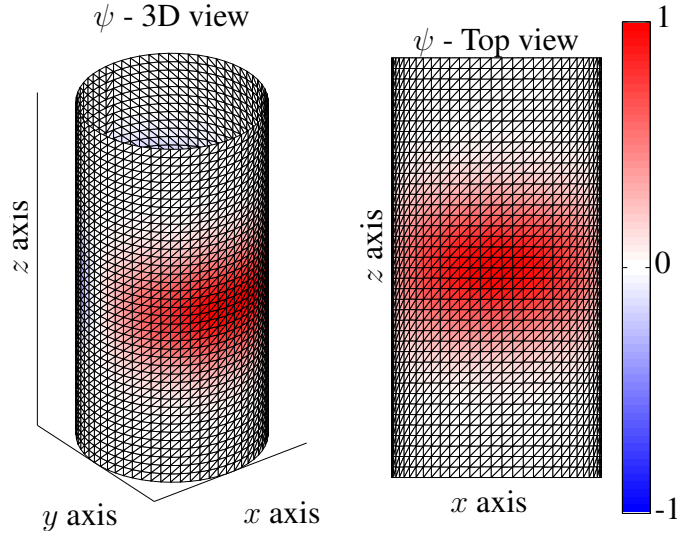 ψ - 3D view
z axis
y axis
x axis
ψ - Top view
z axis
x axis
1
0
-1